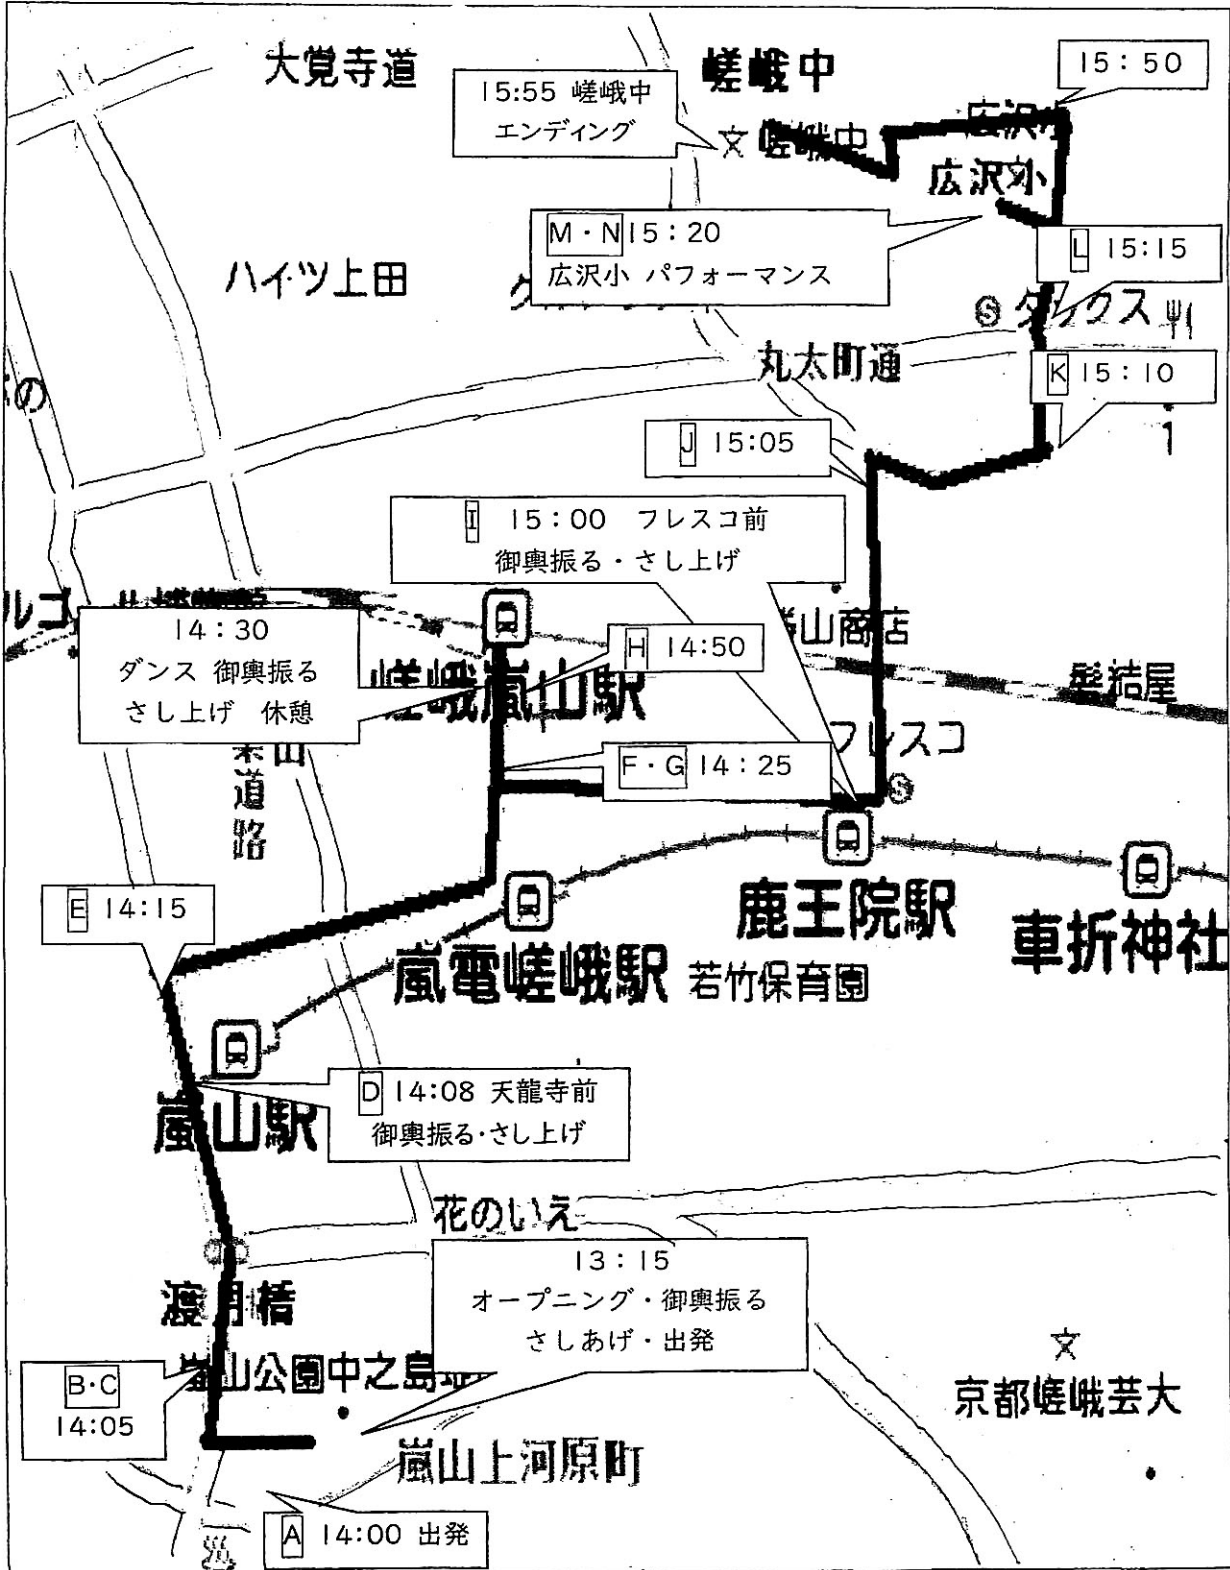 大覚寺道
嵯峨中
15:50
15:55 嵯峨中
エンディング
嵯峨中
広沢小
広沢小
M・N 15:20
広沢小 パフォーマンス
L 15:15
ハイツ上田
丸太町通
K 15:10
J 15:05
I 15:00 フレスコ前
御輿振る・さし上げ
14:30
ダンス 御輿振る
さし上げ 休憩
H 14:50
嵯峨嵐山駅
髪結屋
フレスコ
F・G 14:25
道路
E 14:15
鹿王院駅
車折神社
嵐電嵯峨駅
若竹保育園
D 14:08 天龍寺前
御輿振る・さし上げ
嵐山駅
花のいえ
13:15
オープニング・御輿振る
さしあげ・出発
渡月橋
嵐山公園中之島
B・C
14:05
京都嵯峨芸大
嵐山上河原町
A 14:00 出発